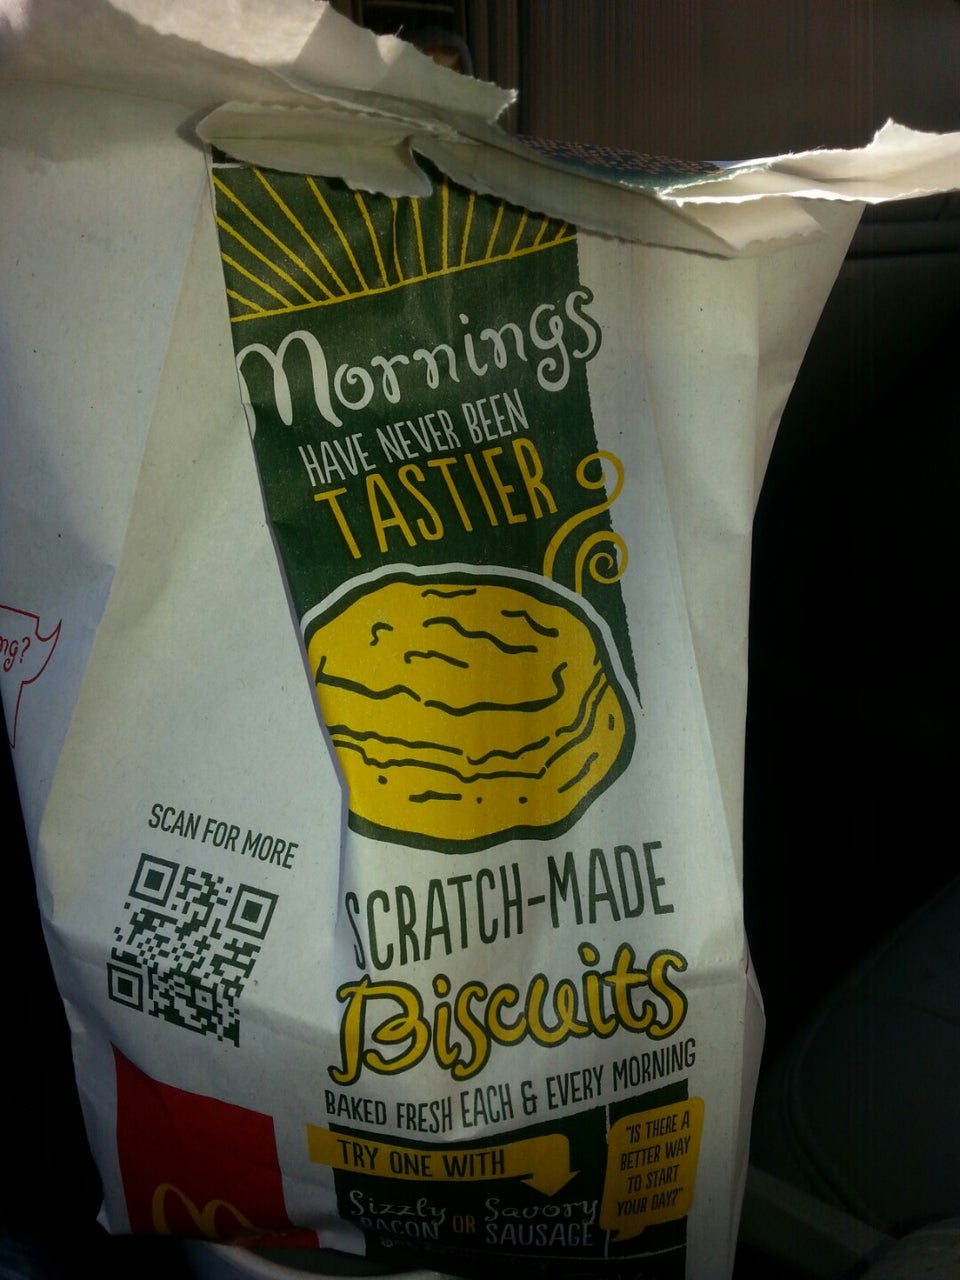 Mornings
HAVE NEVER BEEN
TASTIER
ng?
SCAN FOR MORE
SCRATCH-MADE
Biscuits
BAKED FRESH EACH & EVERY MORNING
TRY ONE WITH
Sizzly
BACON
OR
Savory
SAUSAGE
"IS THERE A
BETTER WAY
TO START
YOUR DAY?"